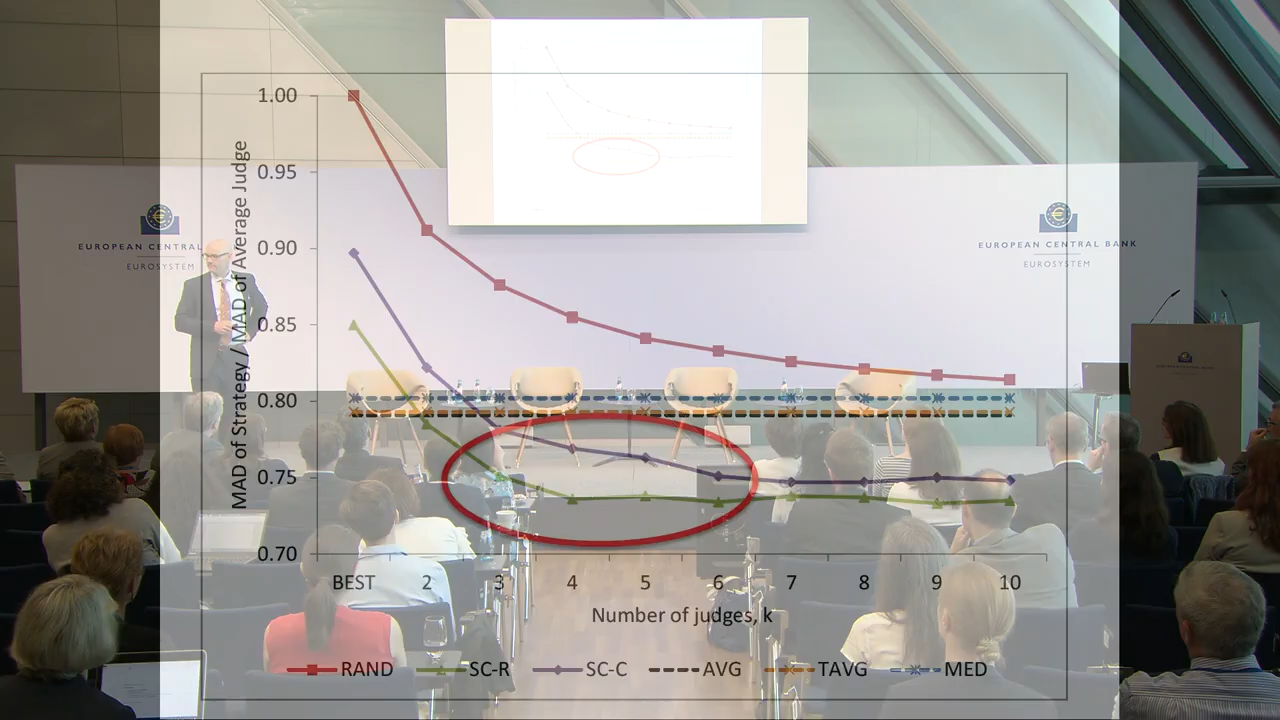 1.00
0.95
0.90
0.85
0.80
0.75
0.70
MAD of Strategy / MAD of Average Judge
EUROPEAN CENTRAL
EUROSYSTEM
EUROPEAN CENTRAL BANK
EUROSYSTEM
BEST 2 3 4 5 6 7 8 9 10
Number of judges, k
RAND SC-R SC-C AVG TAVG MED